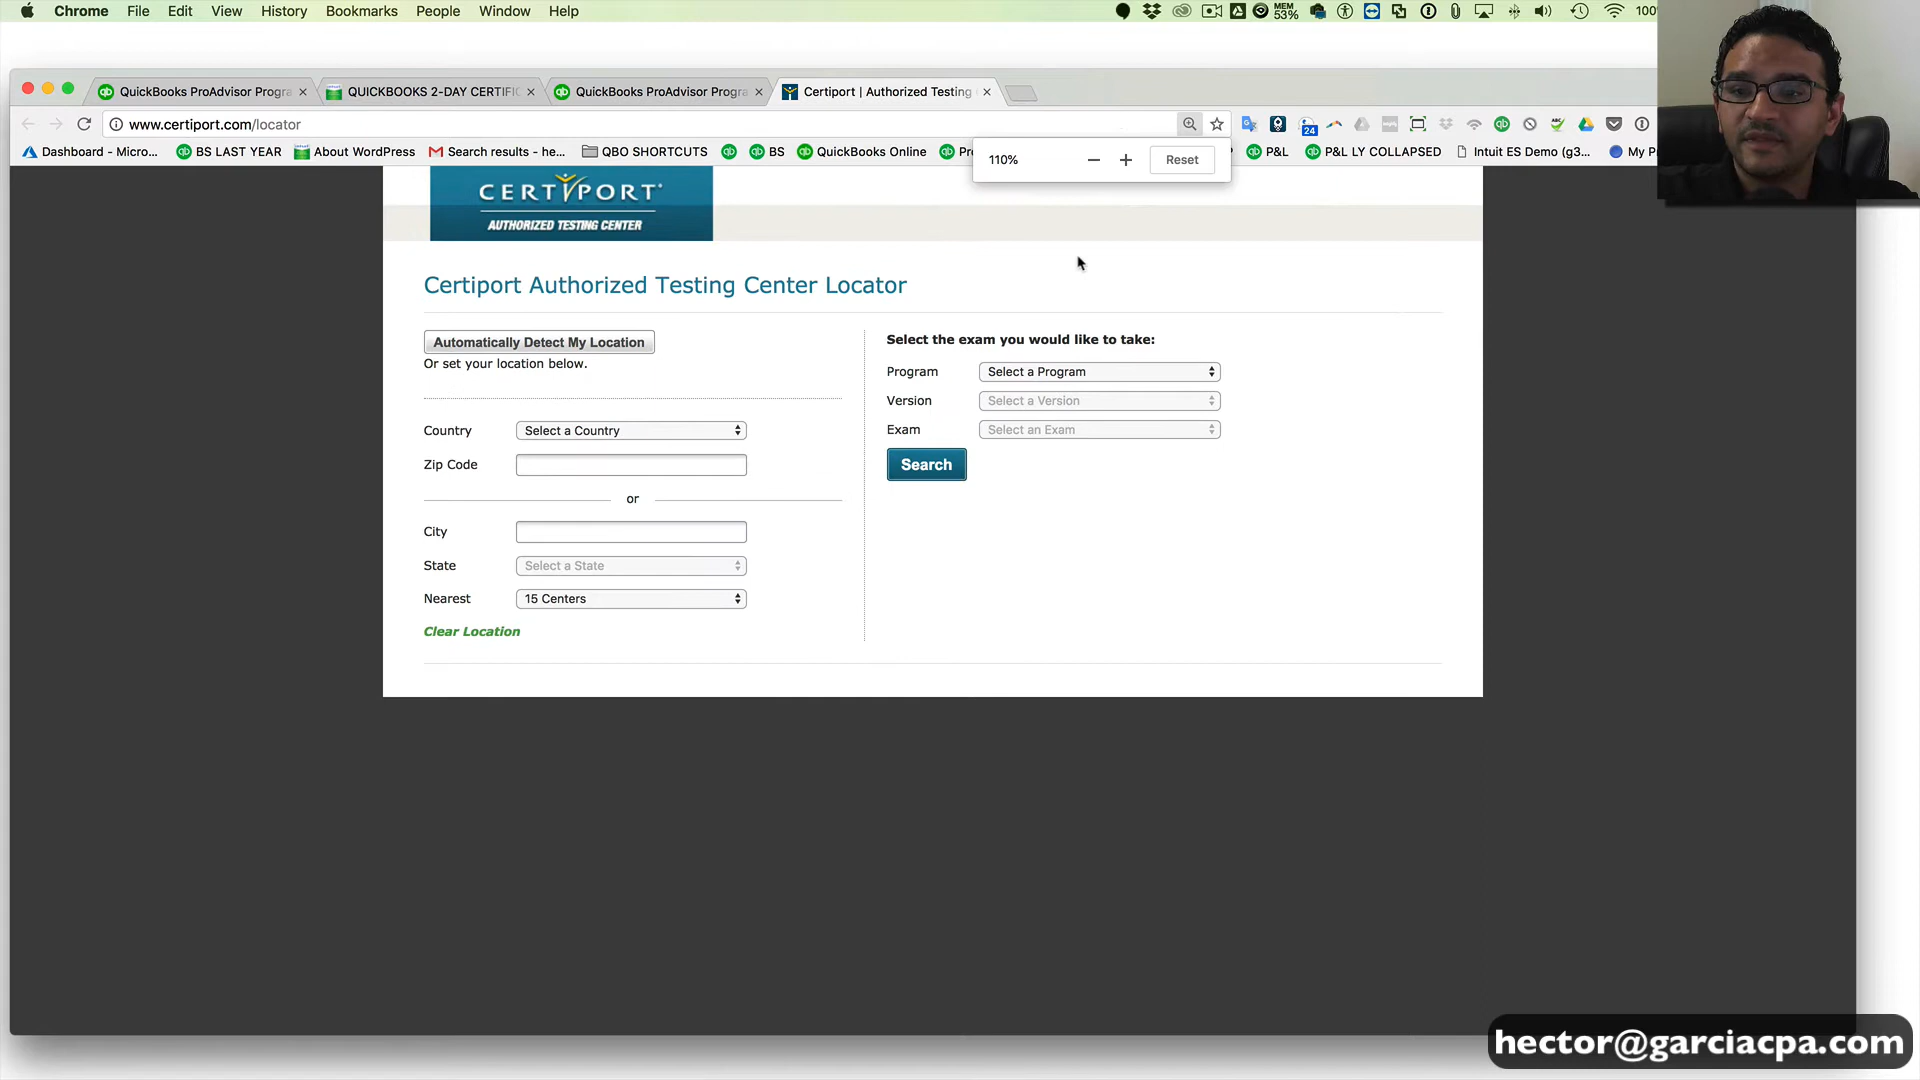 Chrome File Edit View History Bookmarks People Window Help MEM 53% 100
QuickBooks ProAdvisor Progra QUICKBOOKS 2-DAY CERTIFIC QuickBooks ProAdvisor Progra Certiport | Authorized Testing
www.certiport.com/locator 24
Dashboard - Micro... BS LAST YEAR About WordPress Search results - he... QBO SHORTCUTS BS QuickBooks Online P&L P&L LY COLLAPSED Intuit ES Demo (g3...
110% − + Reset
CERTIPORT
AUTHORIZED TESTING CENTER
Certiport Authorized Testing Center Locator
Automatically Detect My Location
Or set your location below.
Select the exam you would like to take:
Program Select a Program
Version Select a Version
Exam Select an Exam
Search
Country Select a Country
Zip Code
or
City
State Select a State
Nearest 15 Centers
Clear Location
hector@garciacpa.com